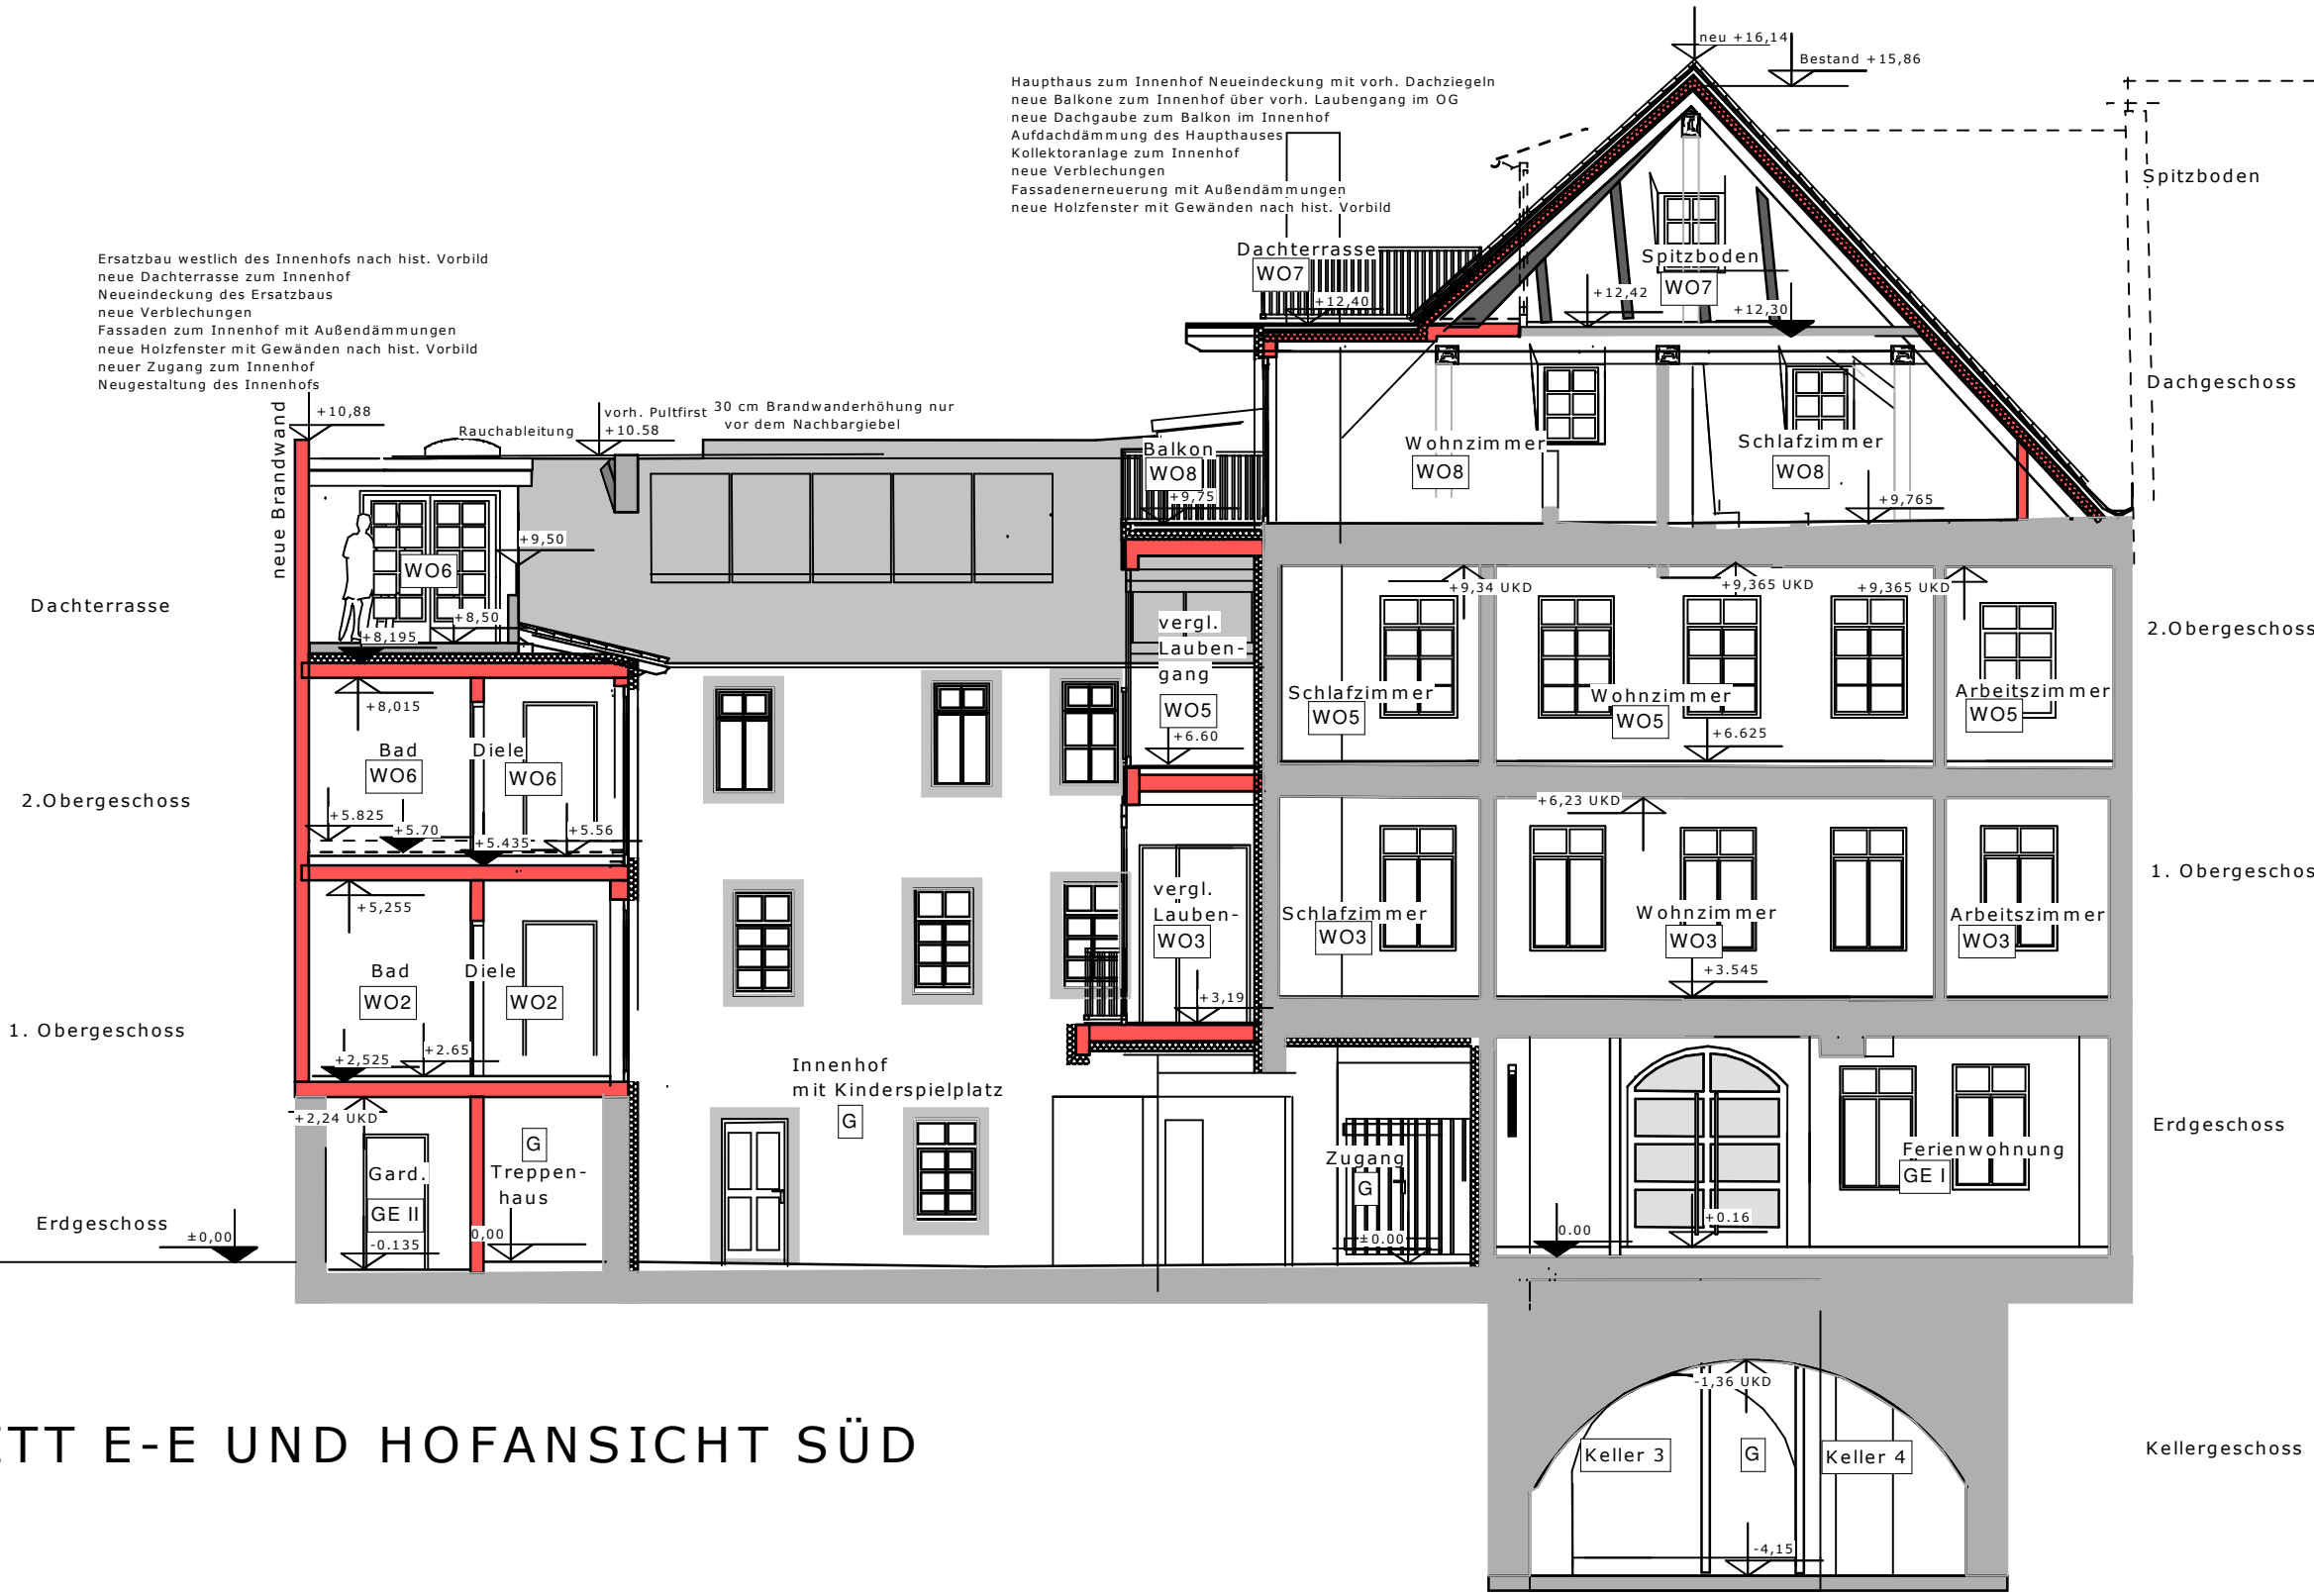 neu +16,14
Bestand +15,86
Haupthaus zum Innenhof Neueindeckung mit vorh. Dachziegeln
neue Balkone zum Innenhof über vorh. Laubengang im OG
neue Dachgaube zum Balkon im Innenhof
Aufdachdämmung des Haupthauses
Kollektoranlage zum Innenhof
neue Verblechungen
Fassadenerneuerung mit Außendämmungen
neue Holzfenster mit Gewänden nach hist. Vorbild
Spitzboden
Ersatzbau westlich des Innenhofs nach hist. Vorbild
neue Dachterrasse zum Innenhof
Neueindeckung des Ersatzbaus
neue Verblechungen
Fassaden zum Innenhof mit Außendämmungen
neue Holzfenster mit Gewänden nach hist. Vorbild
neuer Zugang zum Innenhof
Neugestaltung des Innenhofs
Dachterrasse
WO7
+12,40
Spitzboden
WO7
+12,42
+12,30
Dachgeschoss
neue Brandwand
+10,88
Rauchableitung
vorh. Pultfirst
+10.58
30 cm Brandwanderhöhung nur
vor dem Nachbargiebel
Balkon
WO8
+9,75
Wohnzimmer
WO8
Schlafzimmer
WO8
+9,765
Dachterrasse
WO6
+9,50
+8,50
+8,195
+9,34 UKD
+9,365 UKD
+9,365 UKD
vergl.
Lauben-
gang
WO5
+6.60
Schlafzimmer
WO5
Wohnzimmer
WO5
+6.625
Arbeitszimmer
WO5
2.Obergeschoss
+8,015
Bad
WO6
Diele
WO6
2.Obergeschoss
+5.825
+5.70
+5.435
+5.56
+6,23 UKD
+5,255
vergl.
Lauben-
WO3
+3,19
Schlafzimmer
WO3
Wohnzimmer
WO3
+3.545
Arbeitszimmer
WO3
1. Obergeschos
Bad
WO2
Diele
WO2
1. Obergeschoss
+2,525
+2.65
Innenhof
mit Kinderspielplatz
G
+2,24 UKD
Gard.
GE II
-0.135
G
Treppen-
haus
0,00
Erdgeschoss
±0,00
Zugang
G
±0.00
0.00
+0.16
Ferienwohnung
GE I
Erdgeschoss
-1,36 UKD
Keller 3
G
Keller 4
-4,15
Kellergeschoss
ITT E-E UND HOFANSICHT SÜD